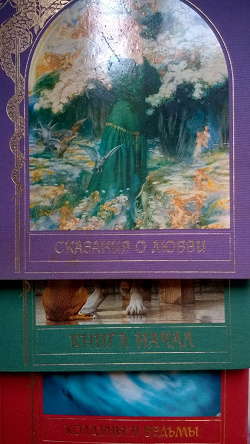 СКАЗАНИЯ О ЛЮБВИ
КНИГА НАЧАЛ
КОЛДУНЫ И ВЕДЬМЫ